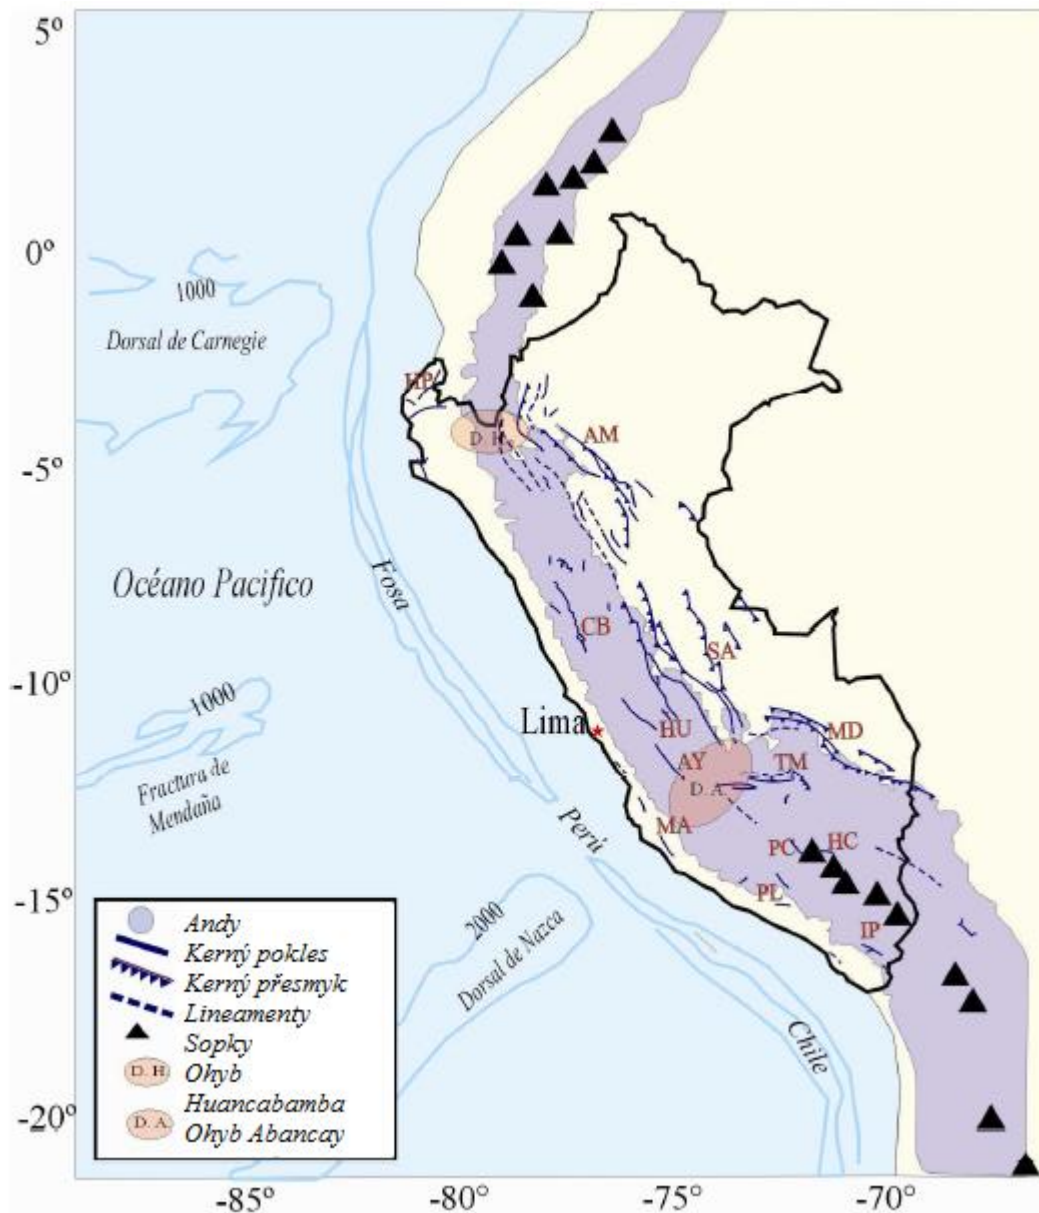 5º
0º
-5º
-10º
-15º
-20º
-85º
-80º
-75º
-70º
1000
Dorsal de Carnegie
HP
D. H.
AM
Océano Pacifico
Fosa
CB
SA
1000
Lima
HU
MD
AY
TM
D. A.
Fractura de
Mendaña
MA
Perú
PC
HC
PL
IP
2000
Dorsal de Nazca
Chile
Andy
Kerný pokles
Kerný přesmyk
Lineamenty
Sopky
D. H
Ohyb
Huancabamba
D. A.
Ohyb Abancay